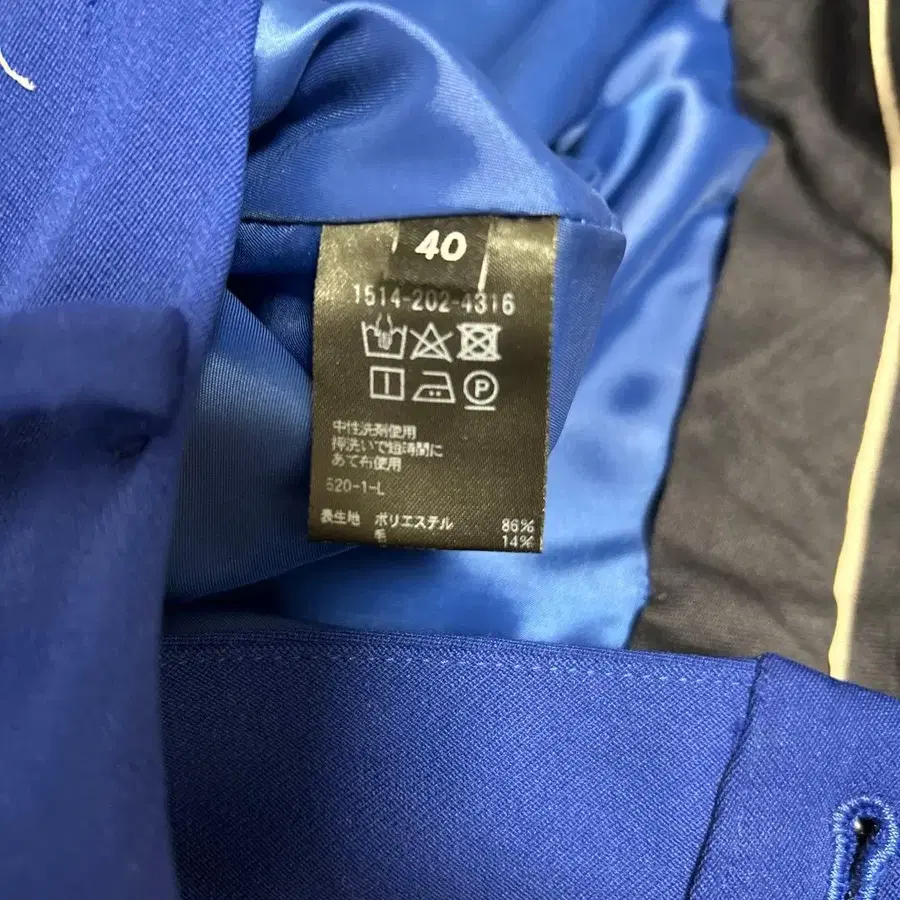 40
1514-202-4316
P
中性洗剤使用
押洗いで短時間に
あて布使用
520-1-L
表生地 ポリエステル 86%
毛 14%